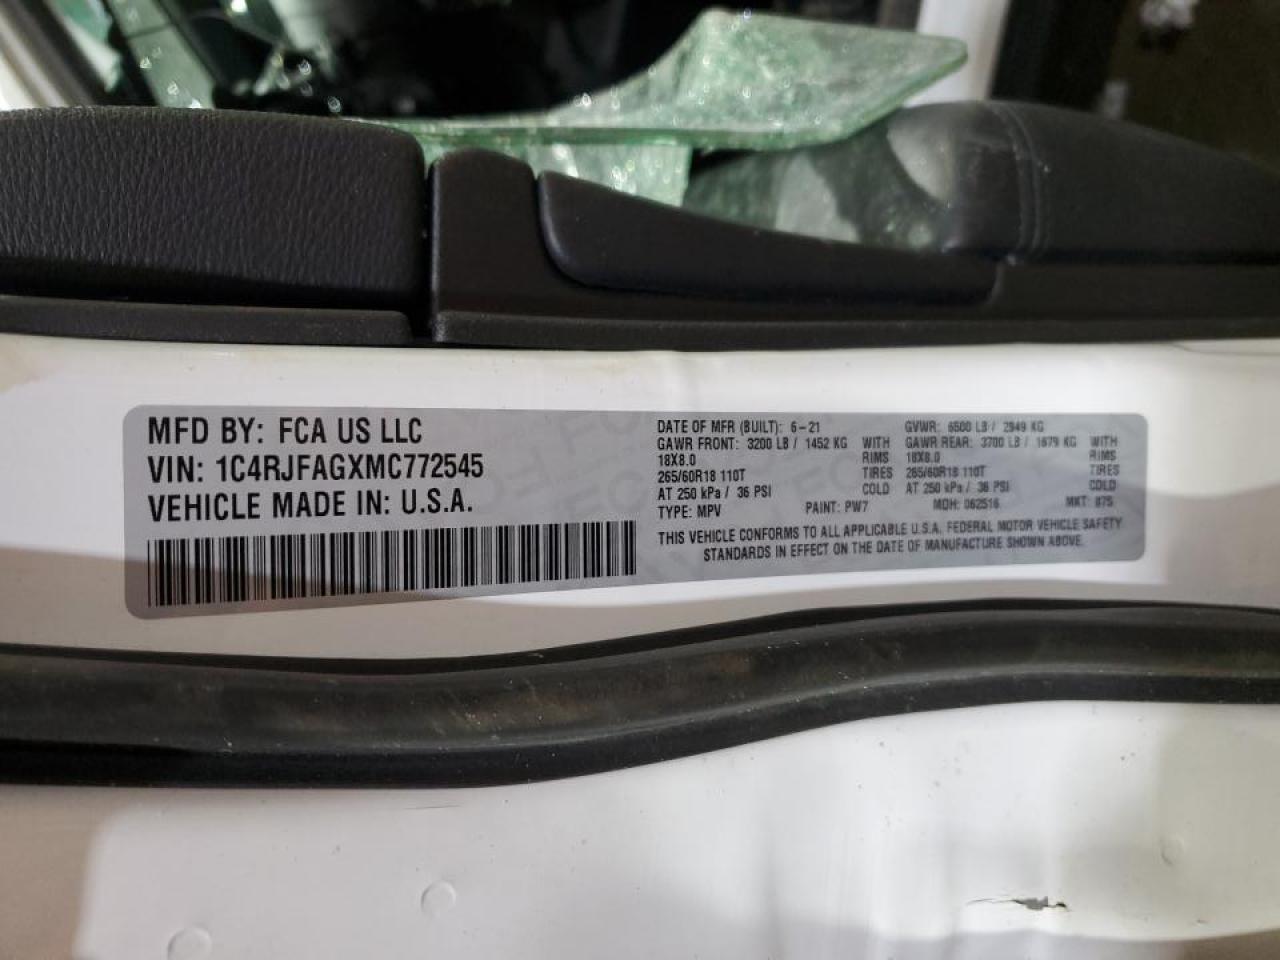 MFD BY: FCA US LLC
VIN: 1C4RJFAGXMC772545
VEHICLE MADE IN: U.S.A.
DATE OF MFR (BUILT): 6-21 GVWR: 6500 LB / 2949 KG
GAWR FRONT: 3200 LB / 1452 KG WITH GAWR REAR: 3700 LB / 1679 KG WITH
18X8.0 RIMS 18X8.0 RIMS
265/60R18 110T TIRES 265/60R18 110T TIRES
AT 250 kPa / 36 PSI COLD AT 250 kPa / 36 PSI COLD
TYPE: MPV PAINT: PW7 MDH: 062516 MKT: 87S
THIS VEHICLE CONFORMS TO ALL APPLICABLE U.S.A. FEDERAL MOTOR VEHICLE SAFETY
STANDARDS IN EFFECT ON THE DATE OF MANUFACTURE SHOWN ABOVE.